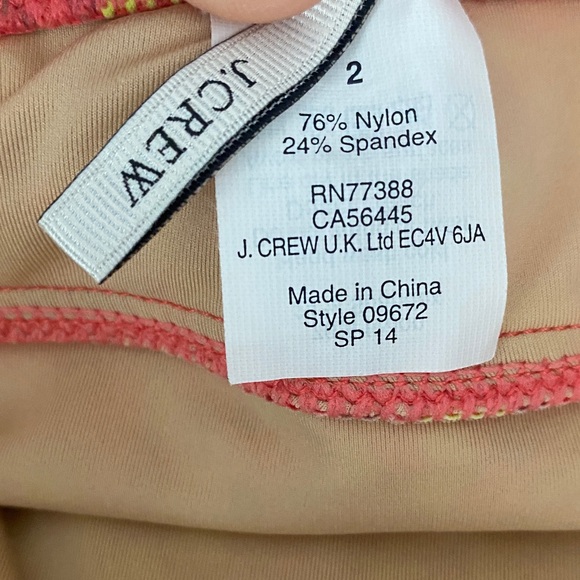 J.CREW
2
76% Nylon
24% Spandex
RN77388
CA56445
J. CREW U.K. Ltd EC4V 6JA
Made in China
Style 09672
SP 14